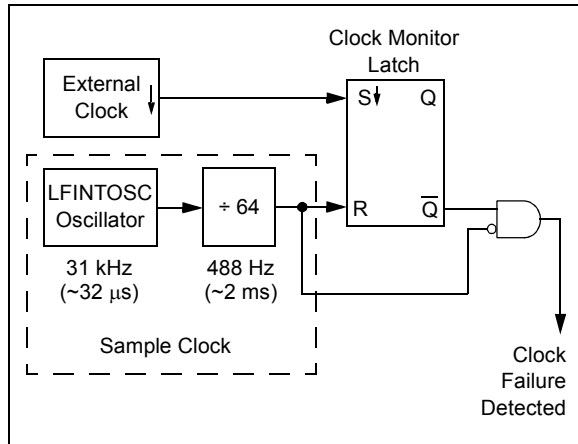 Clock Monitor
Latch
External
Clock
S
Q
LFINTOSC
Oscillator
÷ 64
R
Q
31 kHz
(~32 μs)
488 Hz
(~2 ms)
Sample Clock
Clock
Failure
Detected